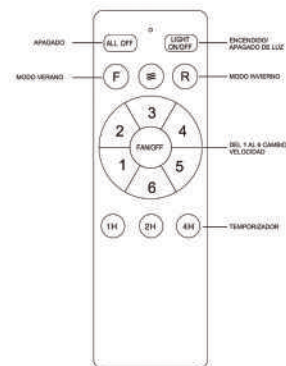 APAGADO
ALL OFF
LIGHT
ON/OFF
ENCENDIDO/
APAGADO DE LUZ
MODO VERANO
F
R
MODO INVIERNO
3
2
4
FAN/OFF
1
5
6
DEL 1 AL 6 CAMBIO
VELOCIDAD
1H
2H
4H
TEMPORIZADOR